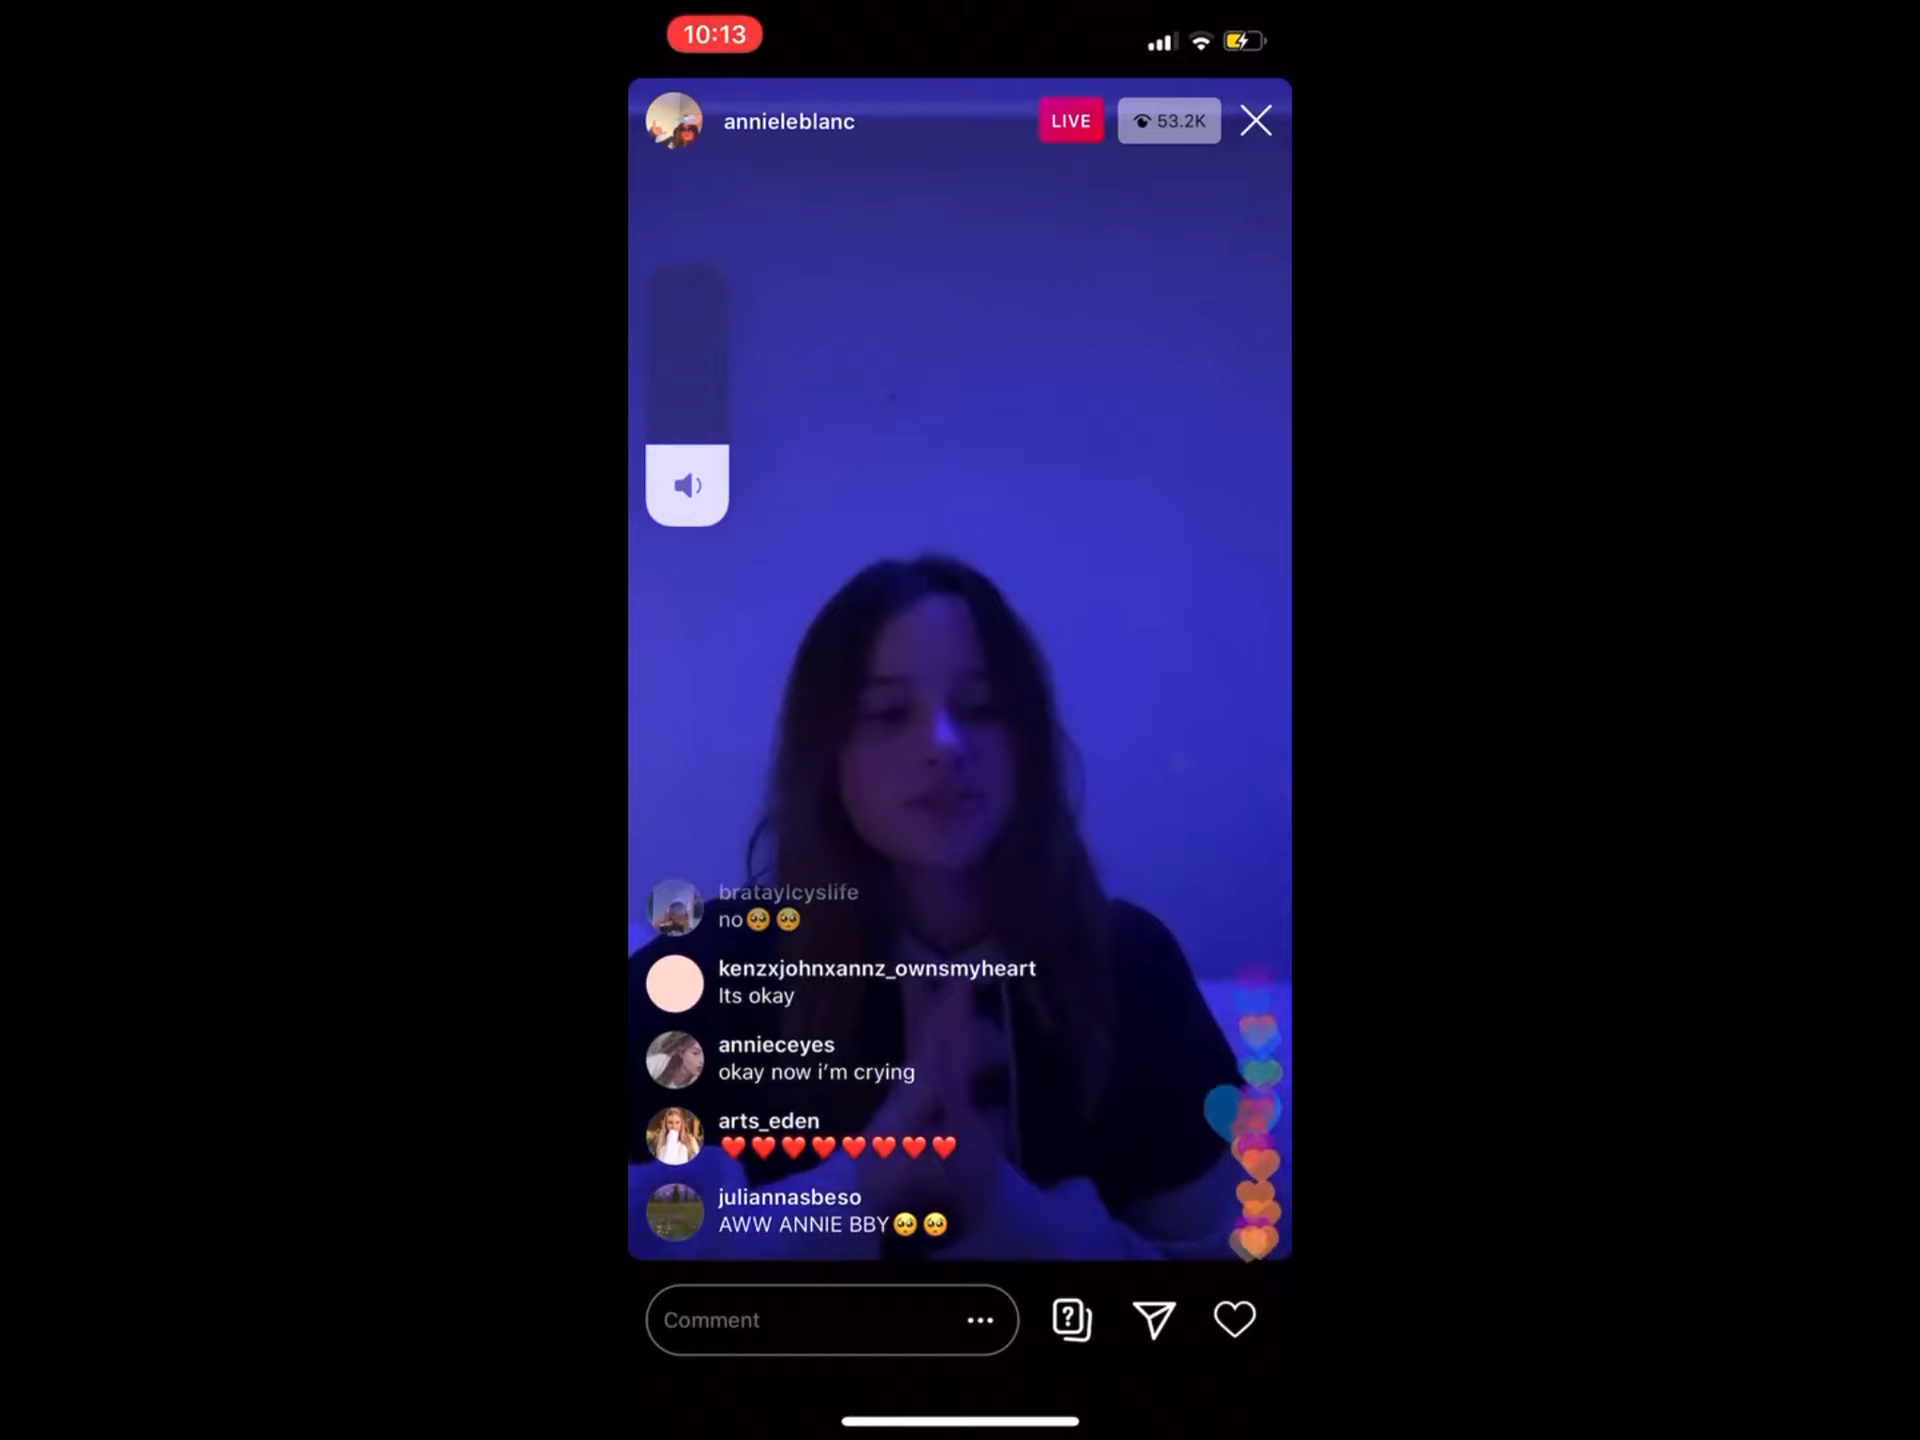 10:13
annieleblanc
LIVE
53.2K
brataylcyslife
no🥺🥺
kenzxjohnxannz_ownsmyheart
Its okay
annieceyes
okay now i'm crying
arts_eden
❤️❤️❤️❤️❤️❤️❤️❤️
juliannasbeso
AWW ANNIE BBY🥺🥺
Comment